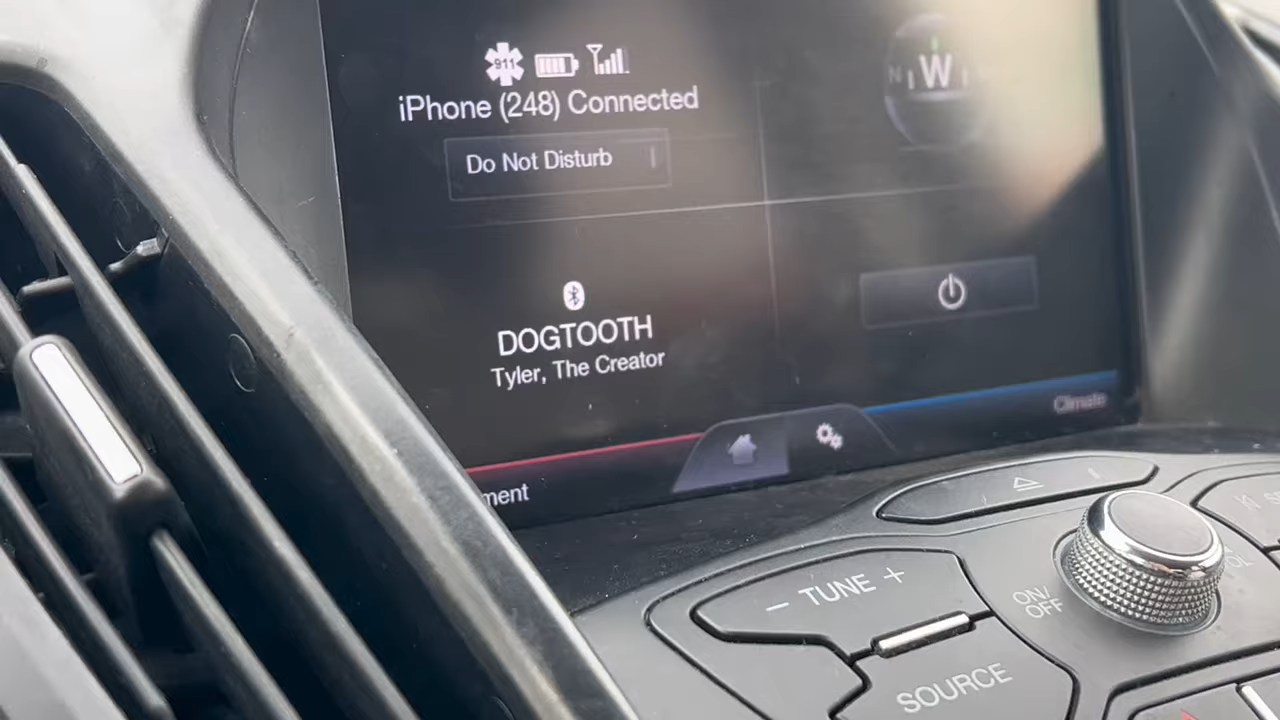 911
iPhone (248) Connected
Do Not Disturb
N W
DOGTOOTH
Tyler, The Creator
Climate
ment
− TUNE +
ON/
OFF
SOURCE